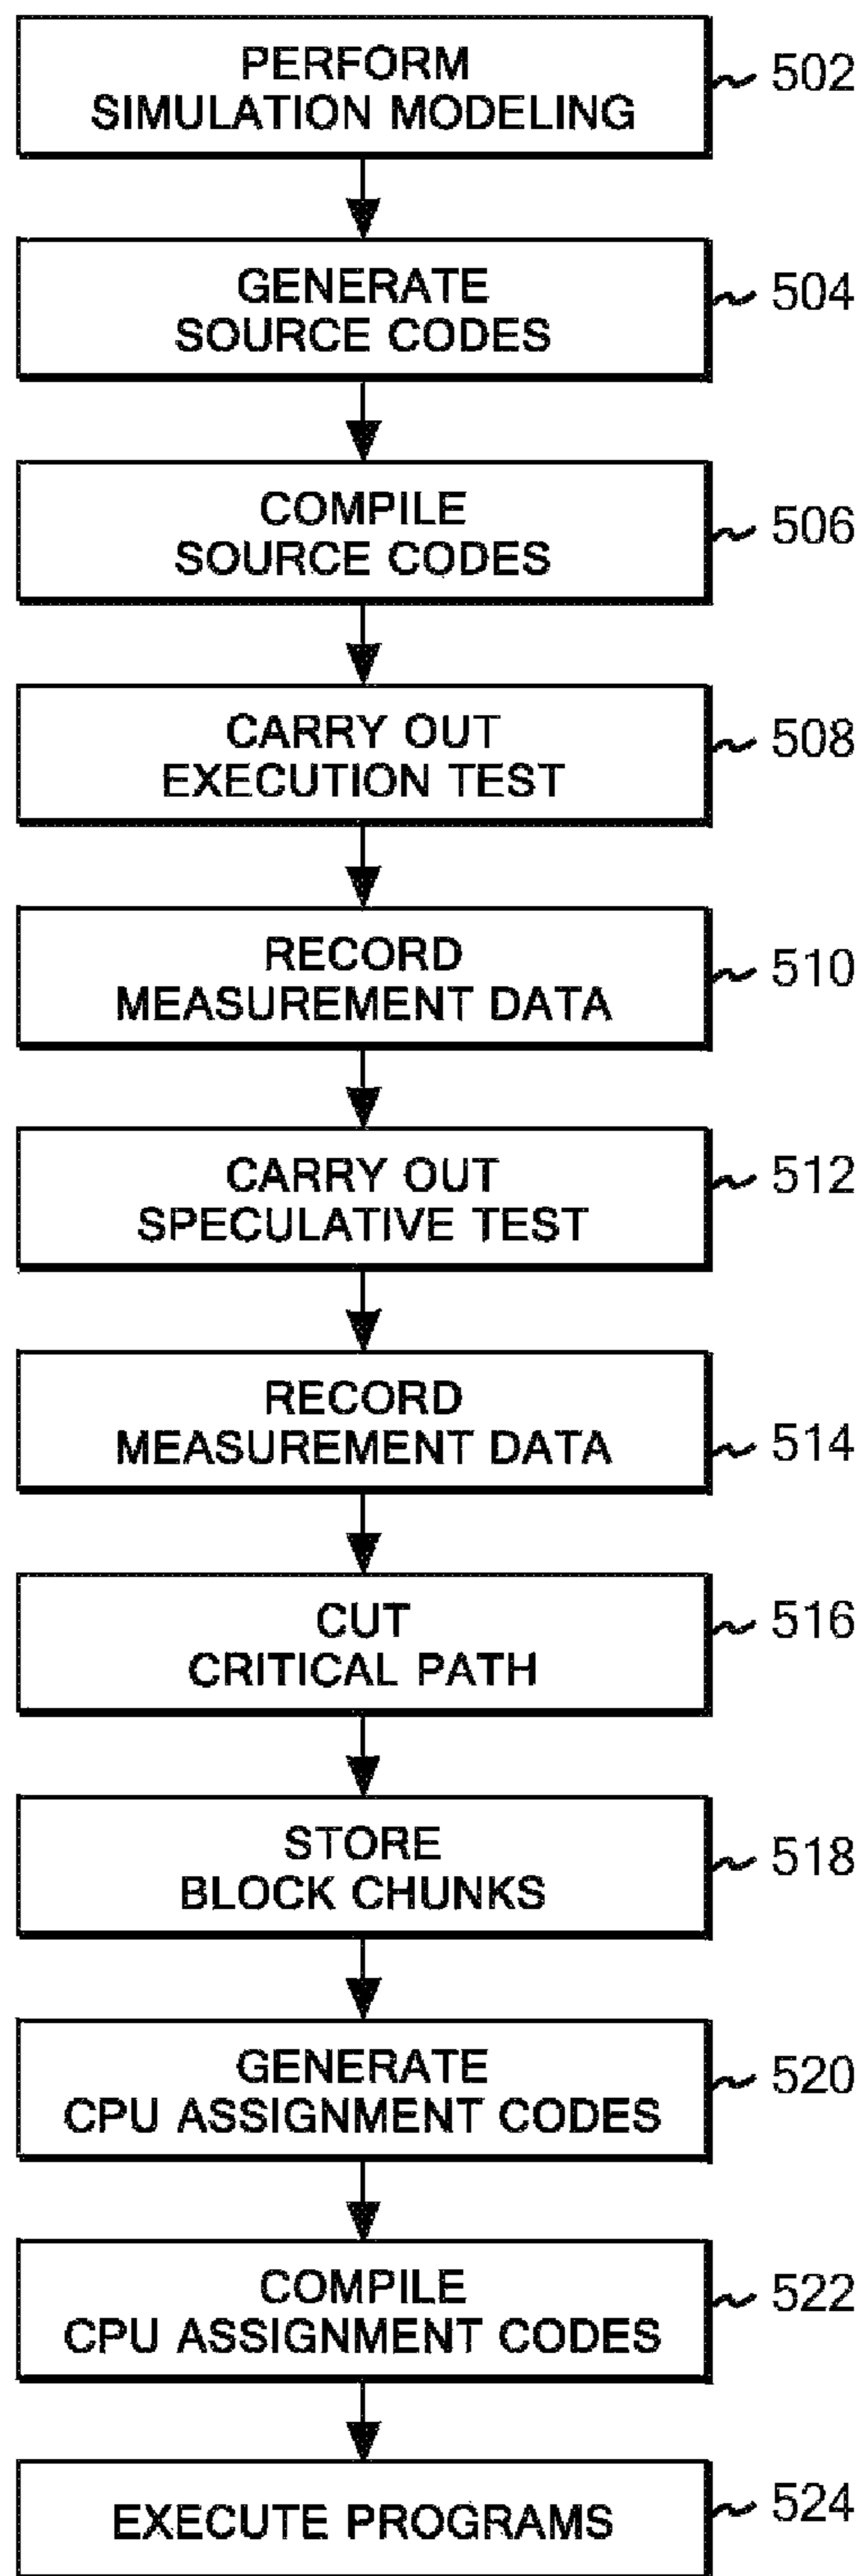 PERFORM
SIMULATION MODELING
502
GENERATE
SOURCE CODES
504
COMPILE
SOURCE CODES
506
CARRY OUT
EXECUTION TEST
508
RECORD
MEASUREMENT DATA
510
CARRY OUT
SPECULATIVE TEST
512
RECORD
MEASUREMENT DATA
514
CUT
CRITICAL PATH
516
STORE
BLOCK CHUNKS
518
GENERATE
CPU ASSIGNMENT CODES
520
COMPILE
CPU ASSIGNMENT CODES
522
EXECUTE PROGRAMS
524